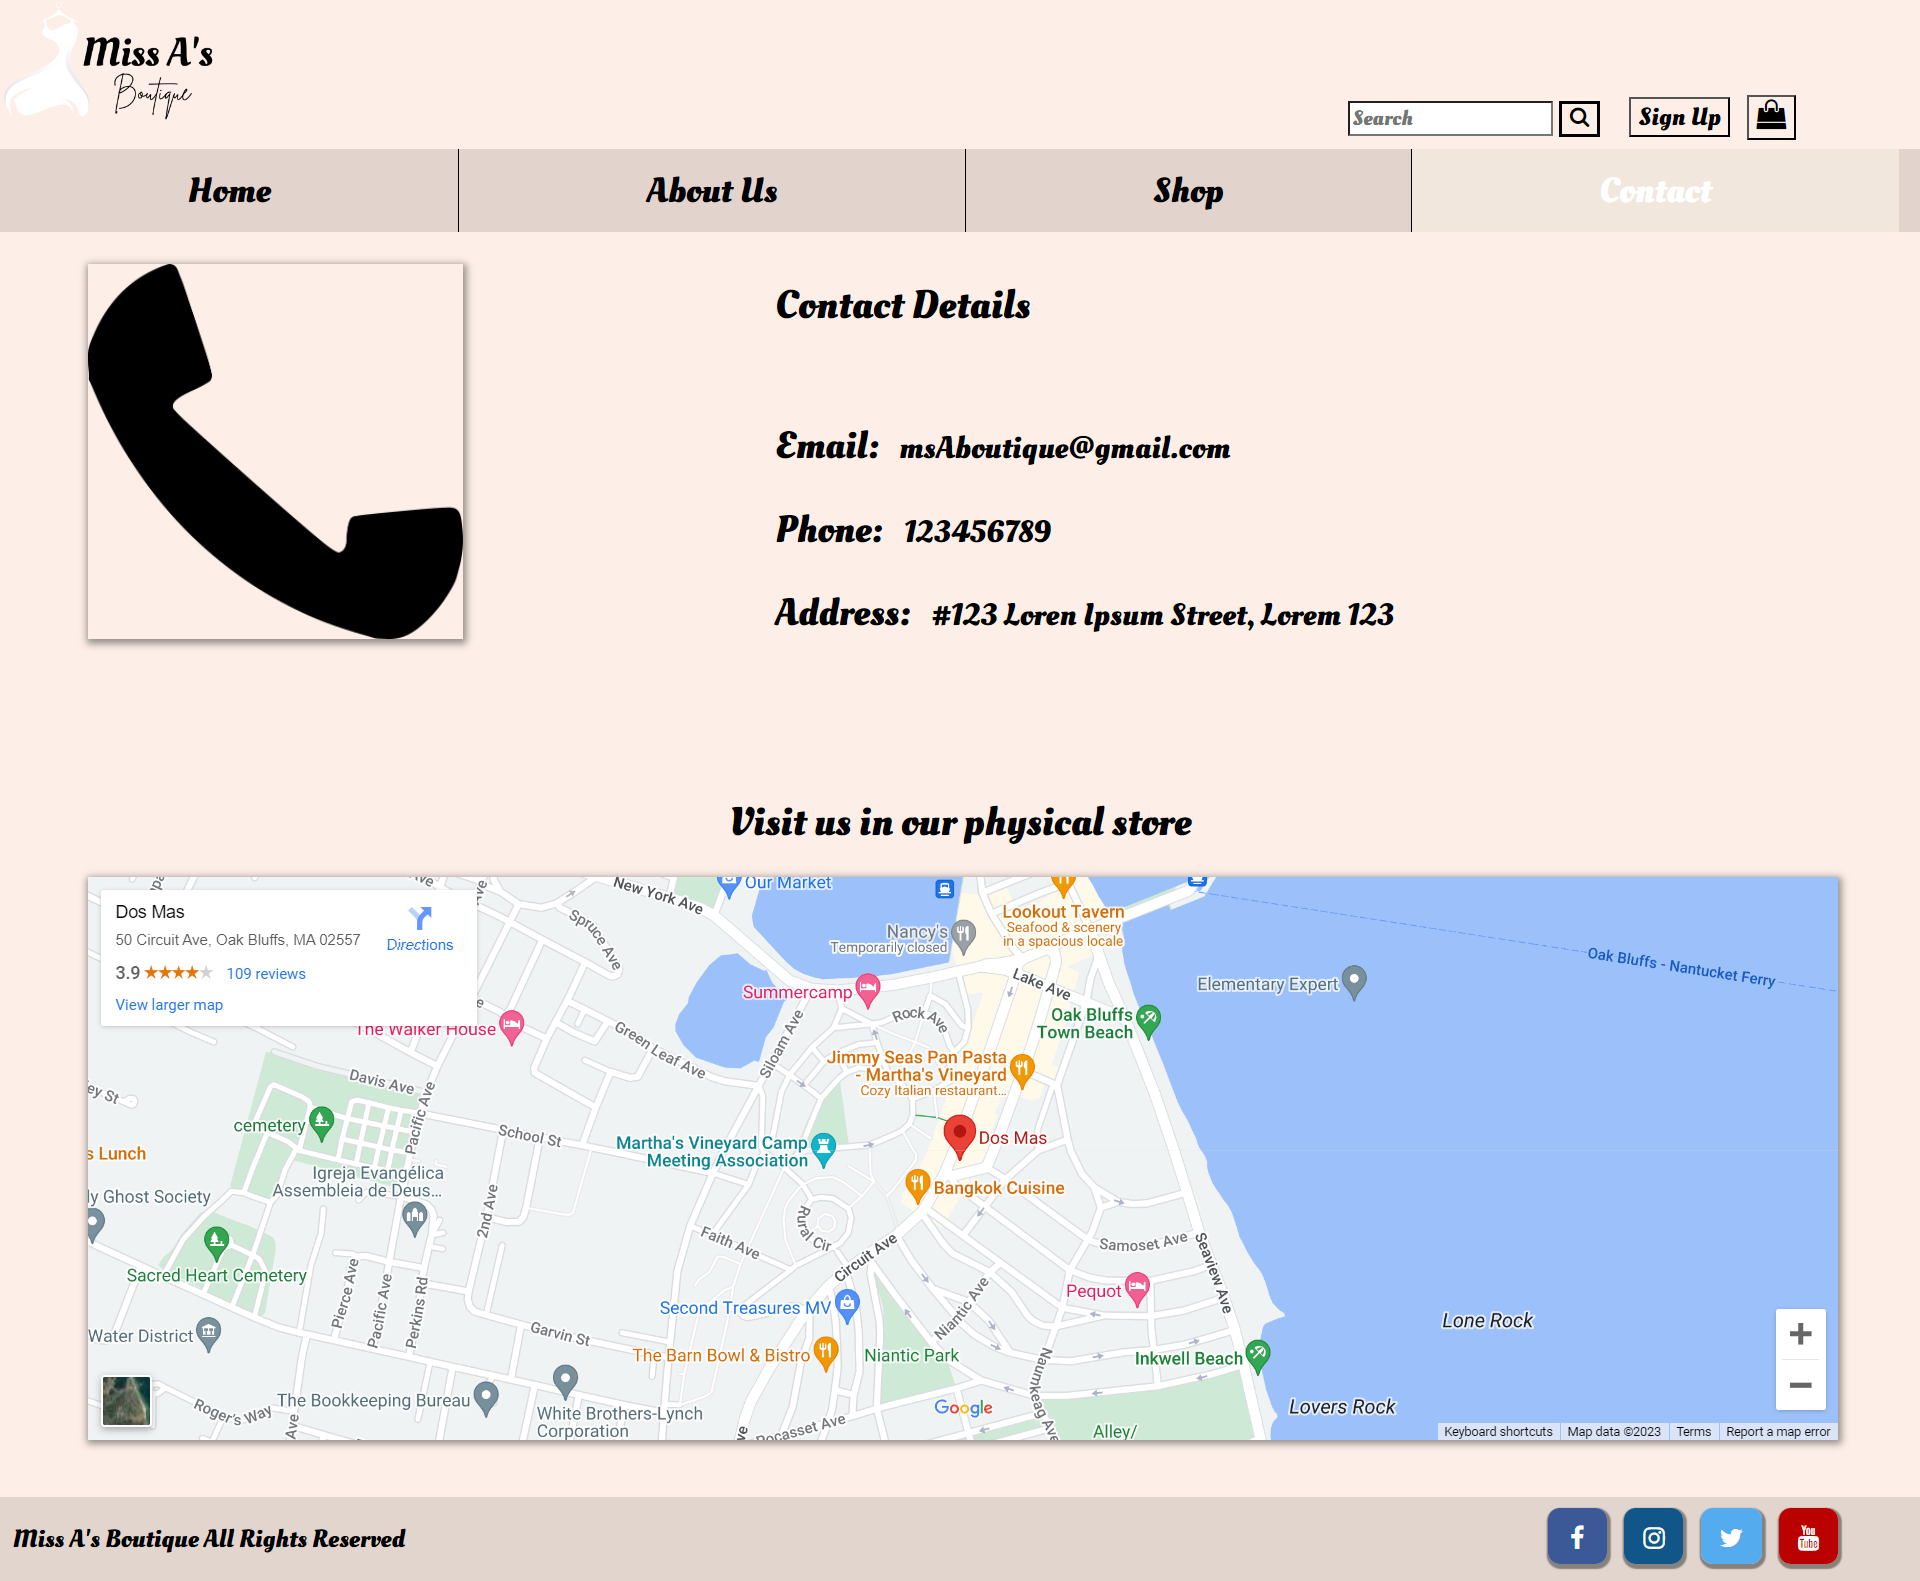 Miss A's
Boutique
Search
Sign Up
Home
About Us
Shop
Contact
Contact Details
Email: msAboutique@gmail.com
Phone: 123456789
Address: #123 Loren Ipsum Street, Lorem 123
Visit us in our physical store
Dos Mas
50 Circuit Ave, Oak Bluffs, MA 02557
Directions
3.9
109 reviews
View larger map
New York Ave
Our Market
Spruce Ave
Nancy's
Temporarily closed
Lookout Tavern
Seafood & scenery
in a spacious locale
Oak Bluffs - Nantucket Ferry
Lake Ave
Elementary Expert
Summercamp
Rock Ave
Oak Bluffs
Town Beach
The Walker House
Green Leaf Ave
Siloam Ave
Jimmy Seas Pan Pasta
- Martha's Vineyard
Cozy Italian restaurant...
Davis Ave
ey St
Pacific Ave
cemetery
School St
Martha's Vineyard Camp
Meeting Association
Dos Mas
s Lunch
Igreja Evangélica
Assembleia de Deus...
Bangkok Cuisine
ly Ghost Society
2nd Ave
Rural Cir
Faith Ave
Circuit Ave
Samoset Ave
Seaview Ave
Sacred Heart Cemetery
Pierce Ave
Pacific Ave
Perkins Rd
Pequot
Second Treasures MV
Niantic Ave
Lone Rock
Water District
Garvin St
The Barn Bowl & Bistro
Niantic Park
Naumkeag Ave
Inkwell Beach
The Bookkeeping Bureau
Roger's Way
Ave
White Brothers-Lynch
Corporation
Google
Lovers Rock
ve
Pocasset Ave
Alley/
Keyboard shortcuts
Map data ©2023
Terms
Report a map error
Miss A's Boutique All Rights Reserved
You
Tube